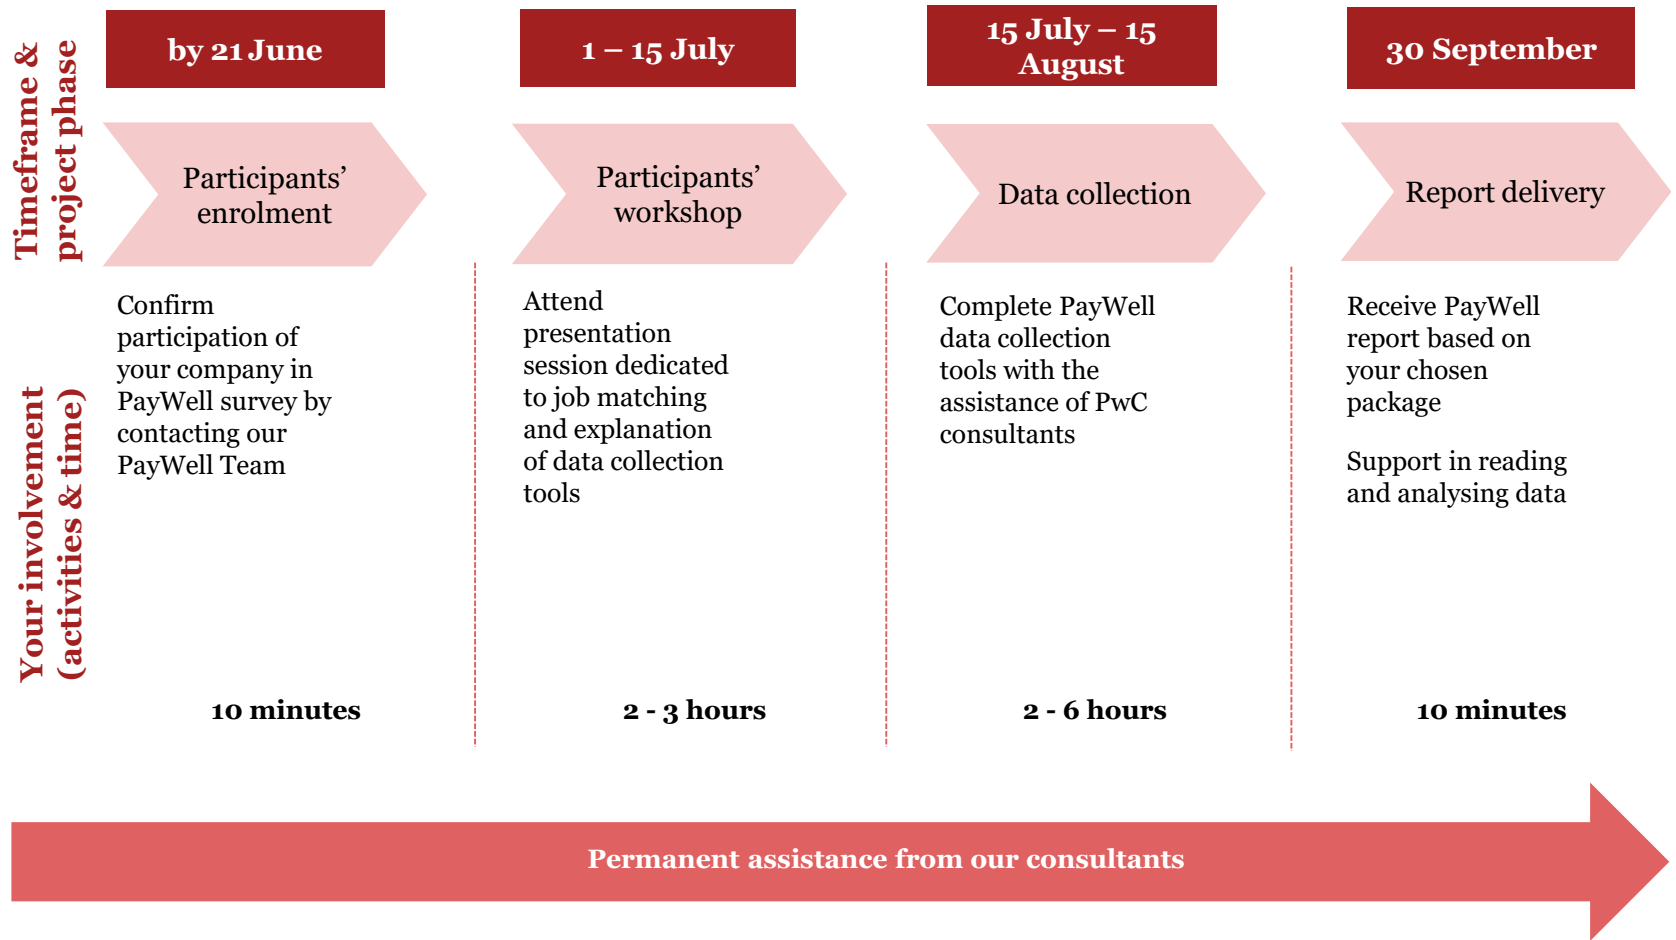 Timeframe &
project phase
by 21 June
1 – 15 July
15 July – 15
August
30 September
Participants’
enrolment
Participants’
workshop
Data collection
Report delivery
Your involvement
(activities & time)
Confirm
participation of
your company in
PayWell survey by
contacting our
PayWell Team
Attend
presentation
session dedicated
to job matching
and explanation
of data collection
tools
Complete PayWell
data collection
tools with the
assistance of PwC
consultants
Receive PayWell
report based on
your chosen
package
Support in reading
and analysing data
10 minutes
2 - 3 hours
2 - 6 hours
10 minutes
Permanent assistance from our consultants